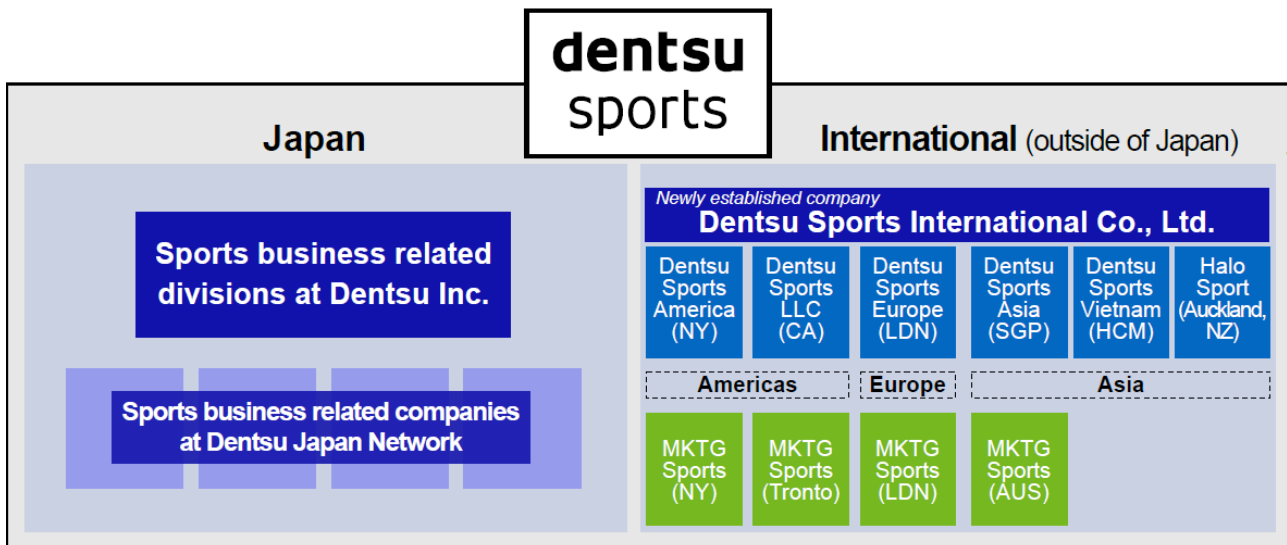 dentsu
sports
Japan
International (outside of Japan)
Sports business related
divisions at Dentsu Inc.
Sports business related companies
at Dentsu Japan Network
Newly established company
Dentsu Sports International Co., Ltd.
Dentsu
Sports
America
(NY)
Dentsu
Sports
LLC
(CA)
Dentsu
Sports
Europe
(LDN)
Dentsu
Sports
Asia
(SGP)
Dentsu
Sports
Vietnam
(HCM)
Halo
Sport
(Auckland,
NZ)
Americas
Europe
Asia
MKTG
Sports
(NY)
MKTG
Sports
(Tronto)
MKTG
Sports
(LDN)
MKTG
Sports
(AUS)